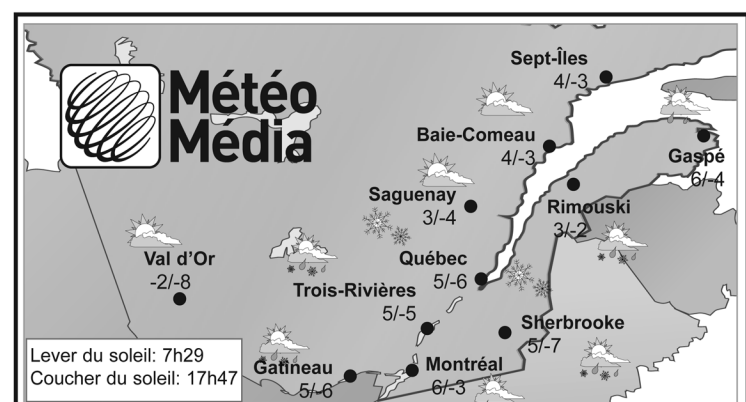 Météo
Média
Sept-Îles
4/-3
Baie-Comeau
4/-3
Gaspé
6/-4
Saguenay
3/-4
Rimouski
3/-2
Val d’Or
-2/-8
Québec
5/-6
Trois-Rivières
5/-5
Sherbrooke
5/-7
Lever du soleil: 7h29
Coucher du soleil: 17h47
Gatineau
5/-6
Montréal
6/-3